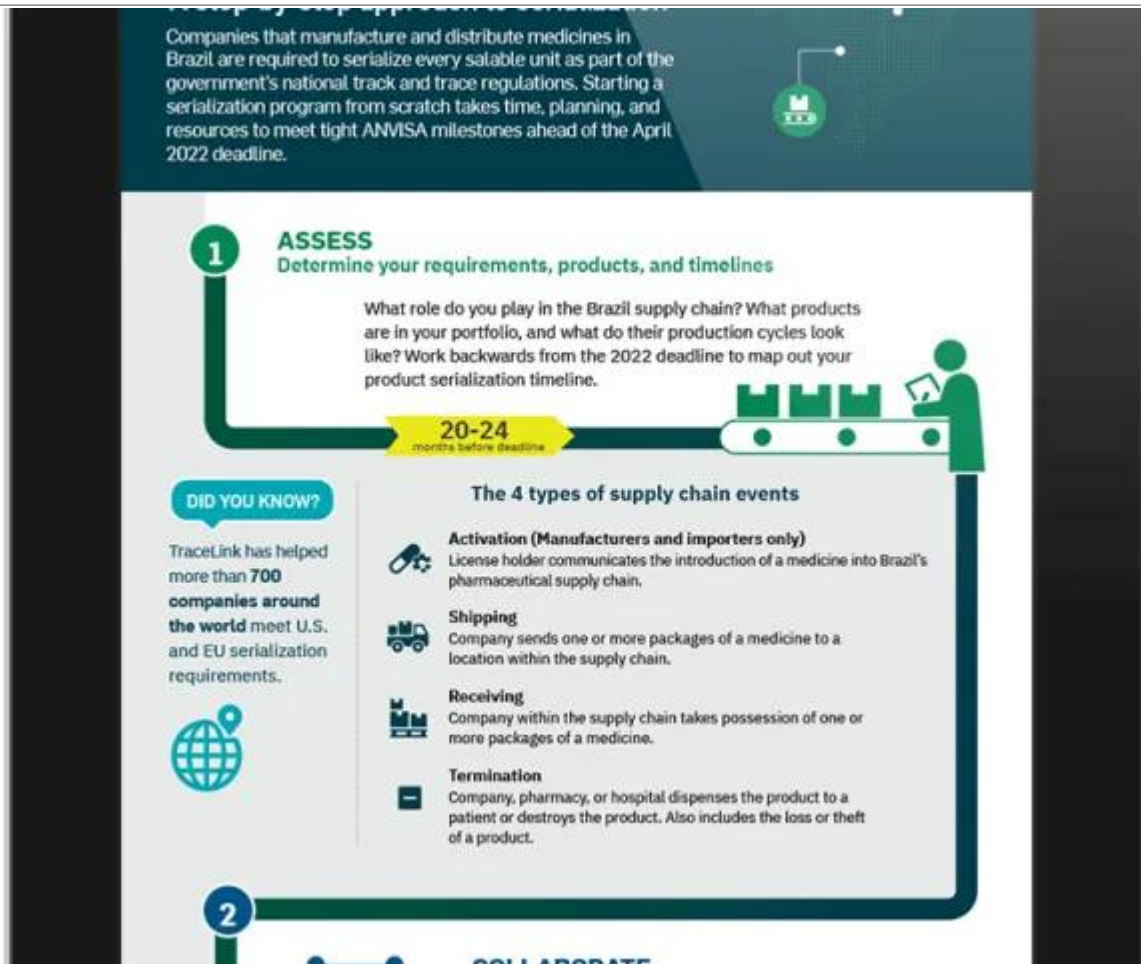 A step-by-step approach to serialization
Companies that manufacture and distribute medicines in
Brazil are required to serialize every salable unit as part of the
government's national track and trace regulations. Starting a
serialization program from scratch takes time, planning, and
resources to meet tight ANVISA milestones ahead of the April
2022 deadline.
1
ASSESS
Determine your requirements, products, and timelines
What role do you play in the Brazil supply chain? What products
are in your portfolio, and what do their production cycles look
like? Work backwards from the 2022 deadline to map out your
product serialization timeline.
20-24
months before deadline
DID YOU KNOW?
TraceLink has helped
more than 700
companies around
the world meet U.S.
and EU serialization
requirements.
The 4 types of supply chain events
Activation (Manufacturers and importers only)
License holder communicates the introduction of a medicine into Brazil's
pharmaceutical supply chain.
Shipping
Company sends one or more packages of a medicine to a
location within the supply chain.
Receiving
Company within the supply chain takes possession of one or
more packages of a medicine.
Termination
Company, pharmacy, or hospital dispenses the product to a
patient or destroys the product. Also includes the loss or theft
of a product.
2
COLLABORATE